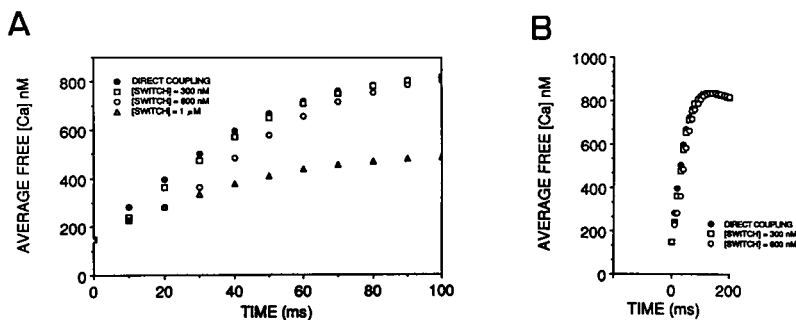 A
AVERAGE FREE [Ca] nM
800
600
400
200
0
DIRECT COUPLING
[SWITCH] = 300 nM
[SWITCH] = 600 nM
[SWITCH] = 1 µM
0 20 40 60 80 100
TIME (ms)
B
AVERAGE FREE [Ca] nM
1000
800
600
400
200
0
DIRECT COUPLING
[SWITCH] = 300 nM
[SWITCH] = 600 nM
0 200
TIME (ms)